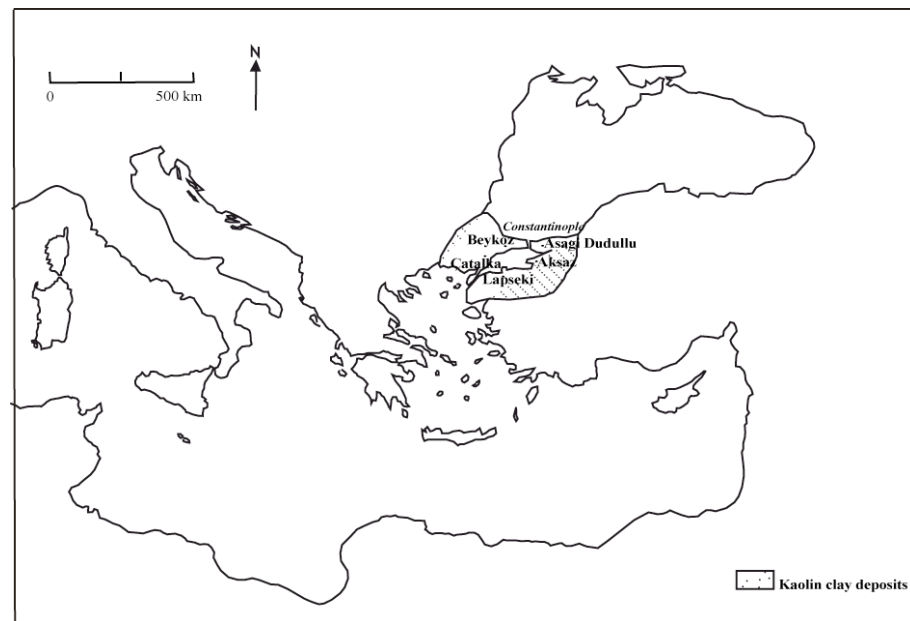 N
0 500 km
Constantinople
Beykoz Asagi Dudullu
Catalka Aksaz
Lapseki
Kaolin clay deposits